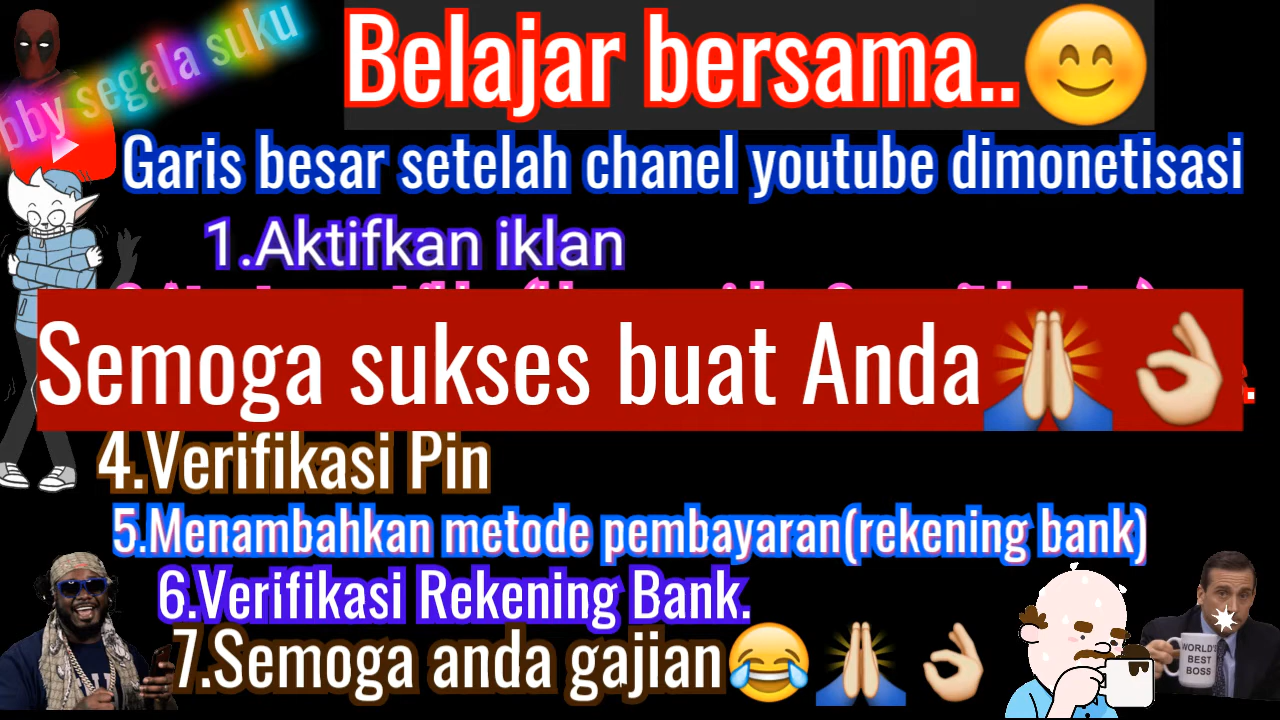 bby segala suku
Belajar bersama..😊
Garis besar setelah chanel youtube dimonetisasi
1.Aktifkan iklan
Semoga sukses buat Anda🙏👌
4.Verifikasi Pin
5.Menambahkan metode pembayaran(rekening bank)
6.Verifikasi Rekening Bank.
7.Semoga anda gajian😂🙏👌
WORLD'S
BEST
BOSS